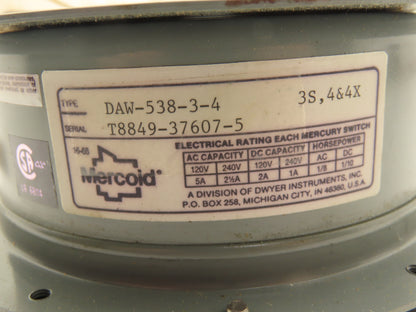 TYPE DAW-538-3-4 3S,4&4X
SERIAL T8849-37607-5
16-68
Mercoid®
ELECTRICAL RATING EACH MERCURY SWITCH
AC CAPACITY DC CAPACITY HORSEPOWER
120V 240V 120V 240V AC DC
5A 2½A 2A 1A 1/8 1/10
A DIVISION OF DWYER INSTRUMENTS, INC.
P.O. BOX 258, MICHIGAN CITY, IN 46360, U.S.A.